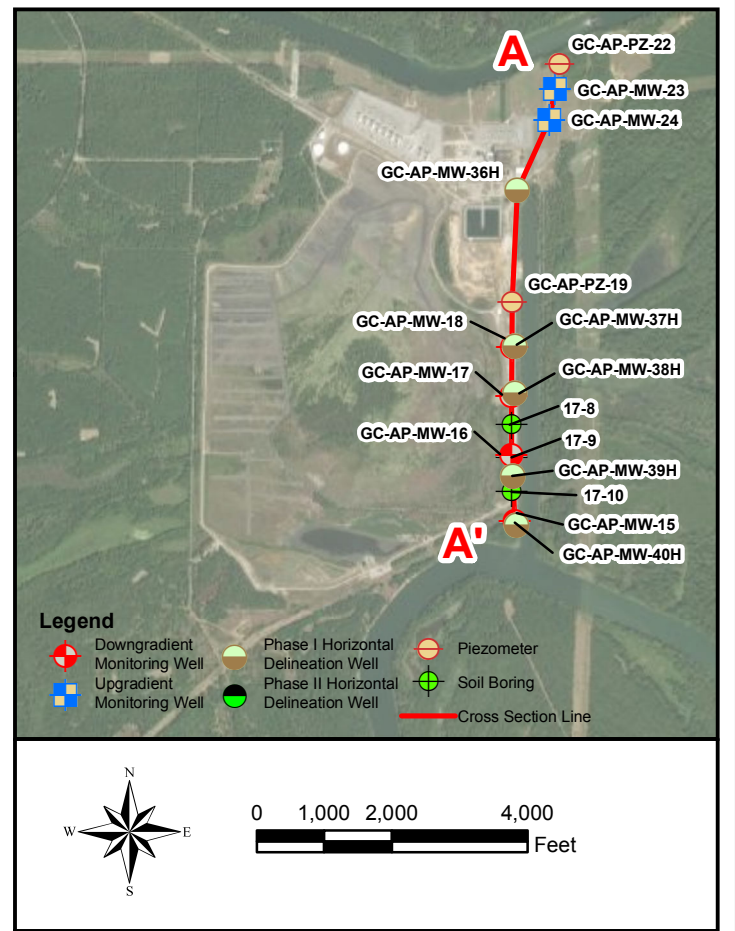 A
GC-AP-PZ-22
GC-AP-MW-23
GC-AP-MW-24
GC-AP-MW-36H
GC-AP-PZ-19
GC-AP-MW-18
GC-AP-MW-37H
GC-AP-MW-17
GC-AP-MW-38H
17-8
GC-AP-MW-16
17-9
GC-AP-MW-39H
17-10
GC-AP-MW-15
A'
GC-AP-MW-40H
Legend
Downgradient
Monitoring Well
Upgradient
Monitoring Well
Phase I Horizontal
Delineation Well
Phase II Horizontal
Delineation Well
Piezometer
Soil Boring
Cross Section Line
N
W
E
S
0 1,000 2,000 4,000
Feet